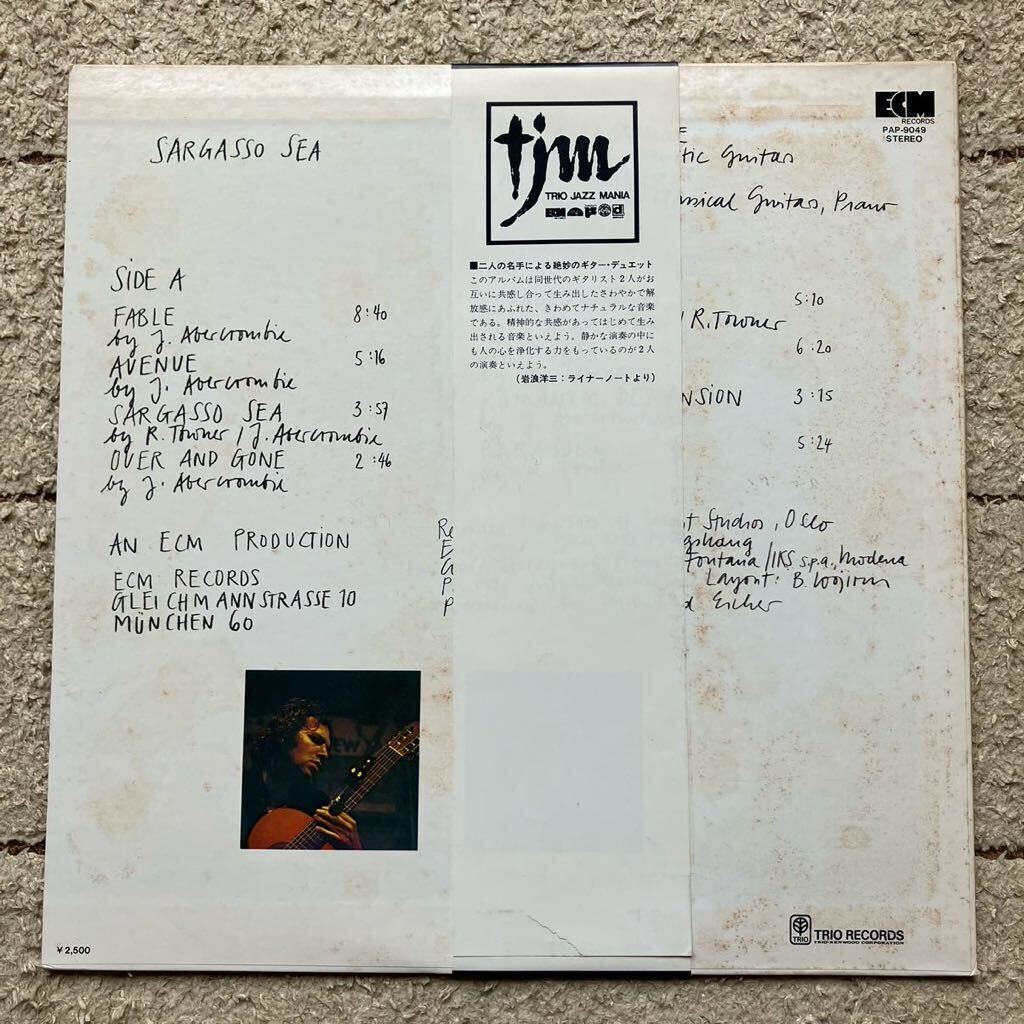 SARGASSO SEA
SIDE A
FABLE 8:40
by J. Abercrombie
AVENUE 5:16
by J. Abercrombie
SARGASSO SEA 3:57
by R. Towner / J. Abercrombie
OVER AND GONE 2:46
by J. Abercrombie
AN ECM PRODUCTION
ECM RECORDS
GLEICHMANNSTRASSE 10
MÜNCHEN 60
¥2,500
tjm
TRIO JAZZ MANIA
■二人の名手による絶妙のギター・デュエット
このアルバムは同世代のギタリスト2人がお
互いに共感し合って生み出したさわやかで解
放感にあふれた、きわめてナチュラルな音楽
である。精神的な共感があってはじめて生み
出される音楽といえよう。静かな演奏の中に
も人の心を浄化する力をもっているのが2人
の演奏といえよう。
(岩浪洋三:ライナーノートより)
ECM
RECORDS
PAP-9049
STEREO
E
tic Guitar
ssical Guitar, Piano
5:10
/ R. Towner
6:20
NSION 3:15
5:24
t Studios, Oslo
gshaug
Fontana/IKS s.p.a., Modena
Layout: B. Wojirsch
d Eicher
TRIO
TRIO RECORDS
TRIO-KENWOOD CORPORATION